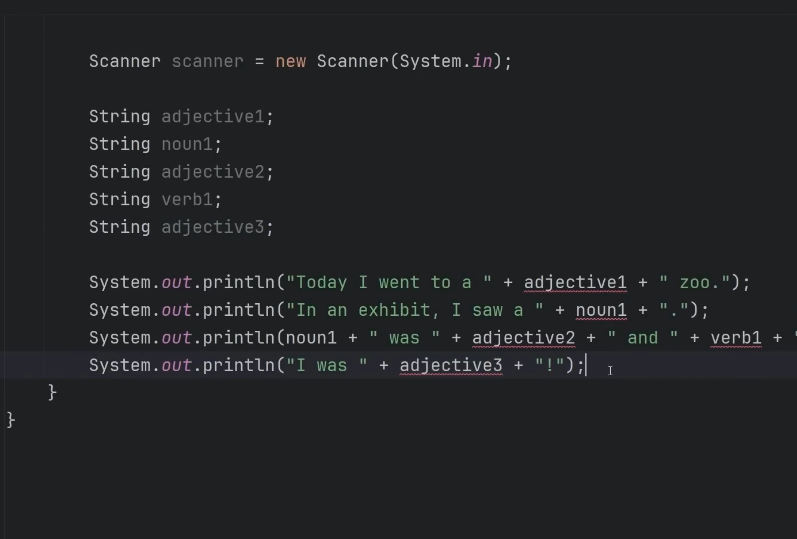 Scanner scanner = new Scanner(System.in);
String adjective1;
String noun1;
String adjective2;
String verb1;
String adjective3;
System.out.println("Today I went to a " + adjective1 + " zoo.");
System.out.println("In an exhibit, I saw a " + noun1 + ".");
System.out.println(noun1 + " was " + adjective2 + " and " + verb1 + "
System.out.println("I was " + adjective3 + "!");
}
}